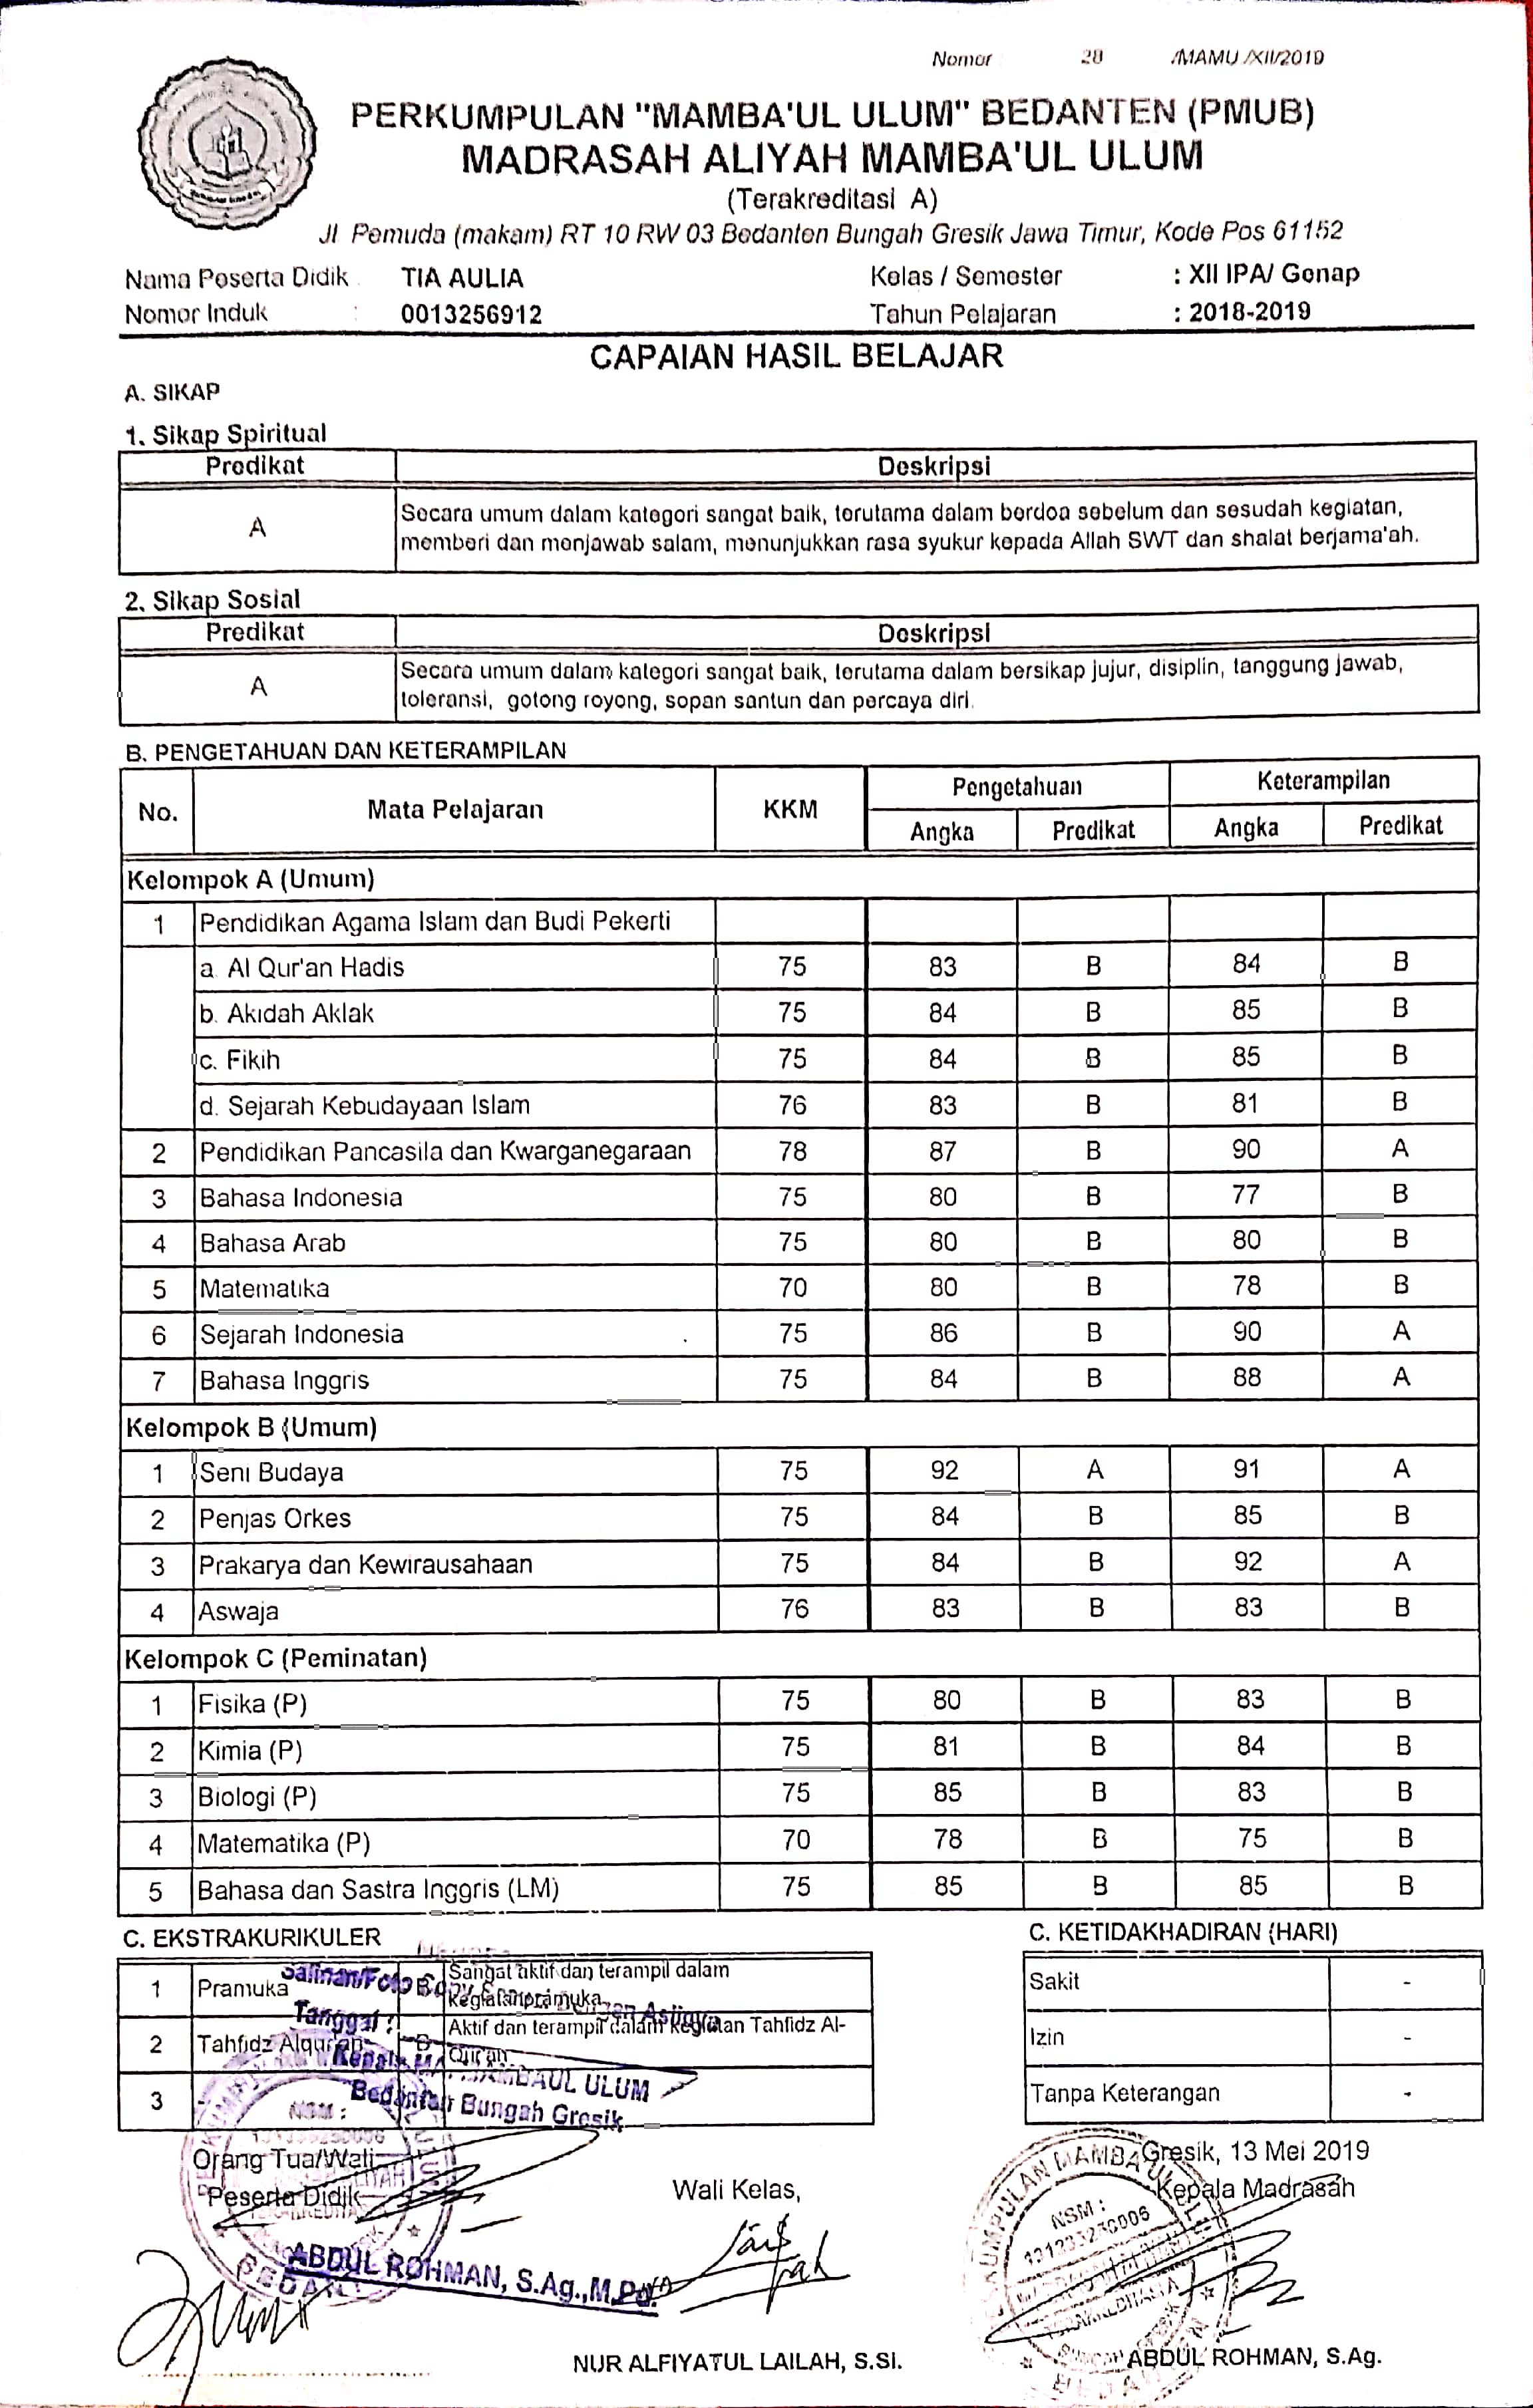 Nomor 28 /MAMU /XII/2019
PERKUMPULAN "MAMBA'UL ULUM" BEDANTEN (PMUB)
MADRASAH ALIYAH MAMBA'UL ULUM
(Terakreditasi A)
Jl Pemuda (makam) RT 10 RW 03 Bedanten Bungah Gresik Jawa Timur, Kode Pos 61152
Nama Peserta Didik TIA AULIA Kelas / Semester : XII IPA/ Genap
Nomor Induk : 0013256912 Tahun Pelajaran : 2018-2019
CAPAIAN HASIL BELAJAR
A. SIKAP
1. Sikap Spiritual
Predikat Deskripsi
A Secara umum dalam kategori sangat baik, terutama dalam berdoa sebelum dan sesudah kegiatan,
memberi dan menjawab salam, menunjukkan rasa syukur kepada Allah SWT dan shalat berjama'ah.
2. Sikap Sosial
Predikat Deskripsi
A Secara umum dalam kategori sangat baik, terutama dalam bersikap jujur, disiplin, tanggung jawab,
toleransi, gotong royong, sopan santun dan percaya diri.
B. PENGETAHUAN DAN KETERAMPILAN
No. Mata Pelajaran KKM Pengetahuan Keterampilan
Angka Predikat Angka Predikat
Kelompok A (Umum)
1 Pendidikan Agama Islam dan Budi Pekerti
a. Al Qur'an Hadis 75 83 B 84 B
b. Akidah Aklak 75 84 B 85 B
c. Fikih 75 84 B 85 B
d. Sejarah Kebudayaan Islam 76 83 B 81 B
2 Pendidikan Pancasila dan Kwarganegaraan 78 87 B 90 A
3 Bahasa Indonesia 75 80 B 77 B
4 Bahasa Arab 75 80 B 80 B
5 Matematika 70 80 B 78 B
6 Sejarah Indonesia 75 86 B 90 A
7 Bahasa Inggris 75 84 B 88 A
Kelompok B (Umum)
1 Seni Budaya 75 92 A 91 A
2 Penjas Orkes 75 84 B 85 B
3 Prakarya dan Kewirausahaan 75 84 B 92 A
4 Aswaja 76 83 B 83 B
Kelompok C (Peminatan)
1 Fisika (P) 75 80 B 83 B
2 Kimia (P) 75 81 B 84 B
3 Biologi (P) 75 85 B 83 B
4 Matematika (P) 70 78 B 75 B
5 Bahasa dan Sastra Inggris (LM) 75 85 B 85 B
C. EKSTRAKURIKULER
1 Pramuka B Sangat aktif dan terampil dalam
kegiatan pramuka
2 Tahfidz Alqur'an B Aktif dan terampil dalam kegiatan Tahfidz Al-
Qur'an
3
Salinan/Foto Copy Aslinya
Tanggal :
Kepala MA MAMBAUL ULUM
Bedanten Bungah Gresik
ABDUL ROHMAN, S.Ag.,M.Pd.
C. KETIDAKHADIRAN (HARI)
Sakit -
Izin -
Tanpa Keterangan -
Orang Tua/Wali
Peserta Didik
Wali Kelas,
NUR ALFIYATUL LAILAH, S.Si.
Gresik, 13 Mei 2019
Kepala Madrasah
NSM :
ABDUL ROHMAN, S.Ag.